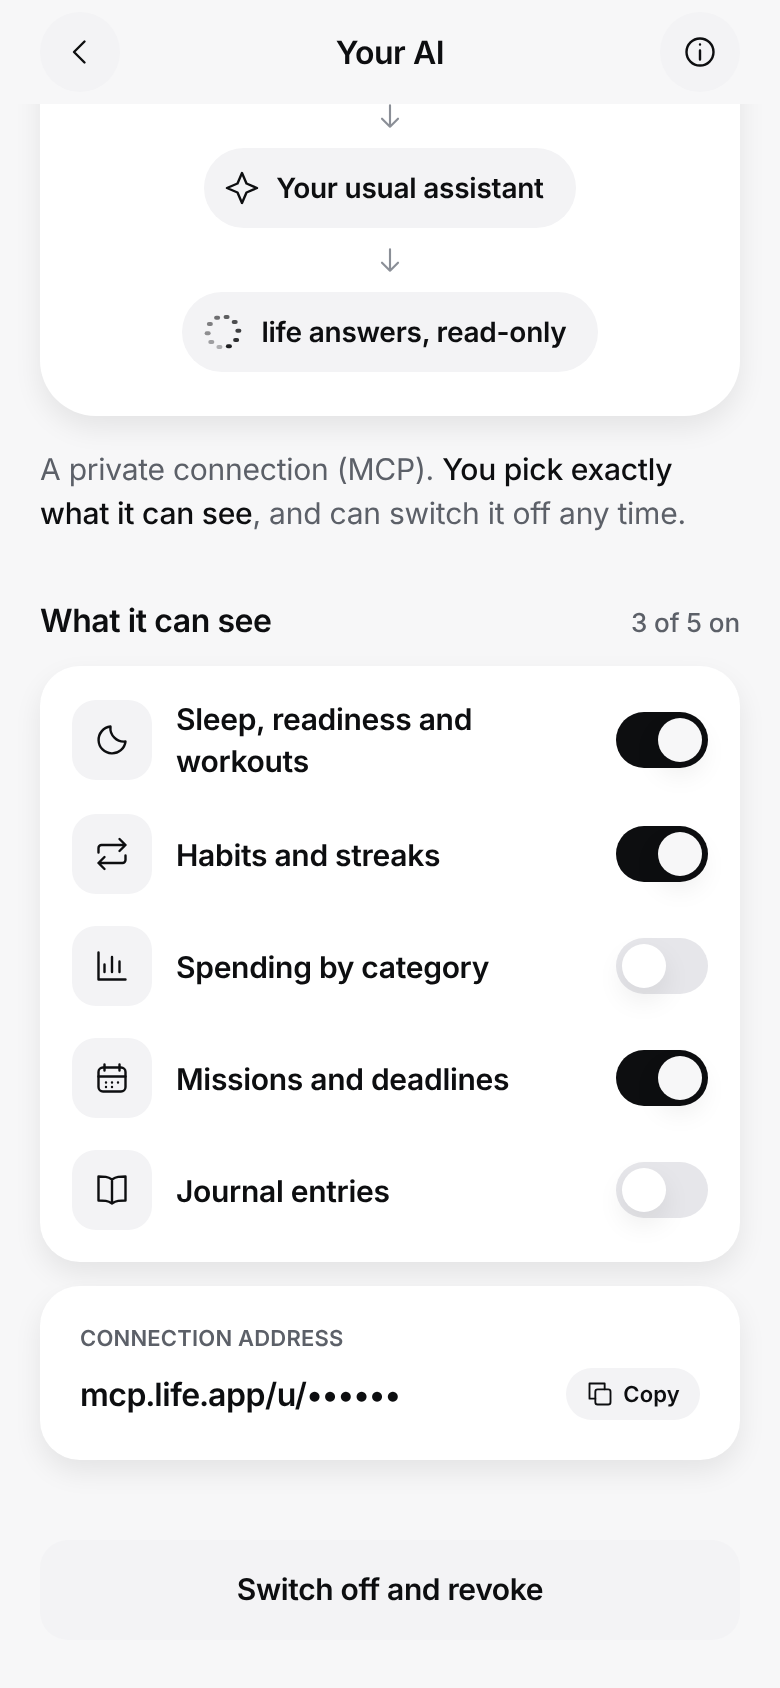 Your AI
Your usual assistant
life answers, read-only
A private connection (MCP). You pick exactly
what it can see, and can switch it off any time.
What it can see
3 of 5 on
Sleep, readiness and
workouts
Habits and streaks
Spending by category
Missions and deadlines
Journal entries
CONNECTION ADDRESS
mcp.life.app/u/••••••
Copy
Switch off and revoke